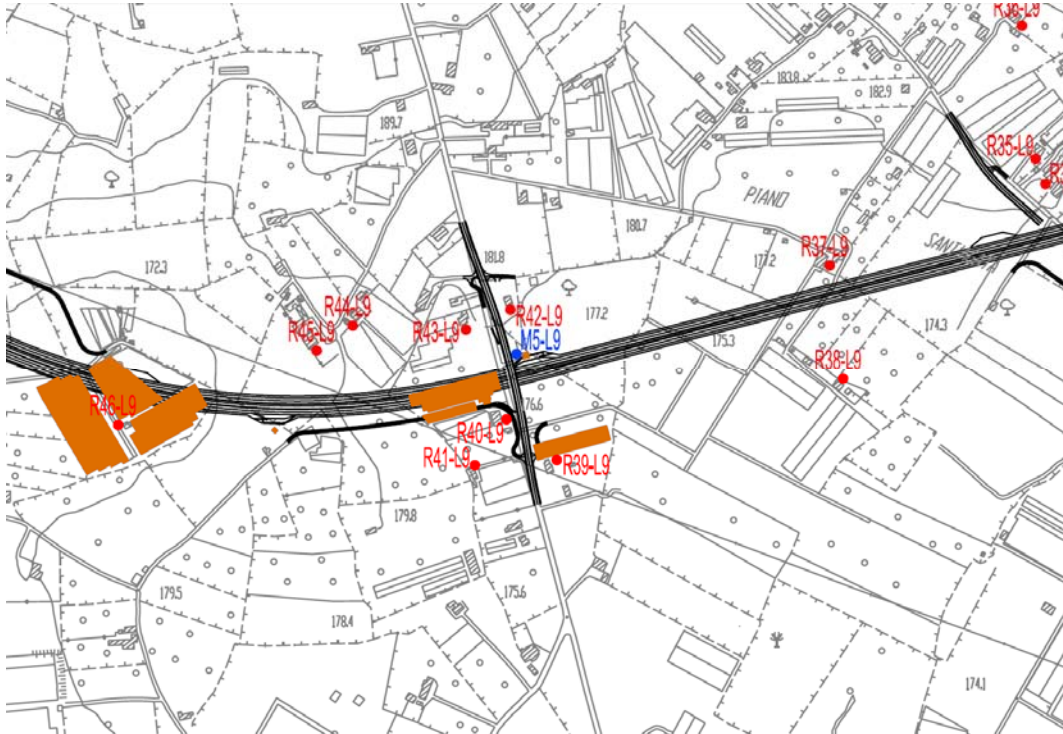 R36-L9
183.8
182.9
189.7
R35-L9
R3
PIANO
180.7
SANT
R37-L9
181.8
177.2
172.3
R44-L9
R42-L9
177.2
R45-L9
R43-L9
M5-L9
175.3
174.3
R38-L9
R46-L9
176.6
R40-L9
R41-L9
R39-L9
179.8
179.5
175.6
178.4
174.1